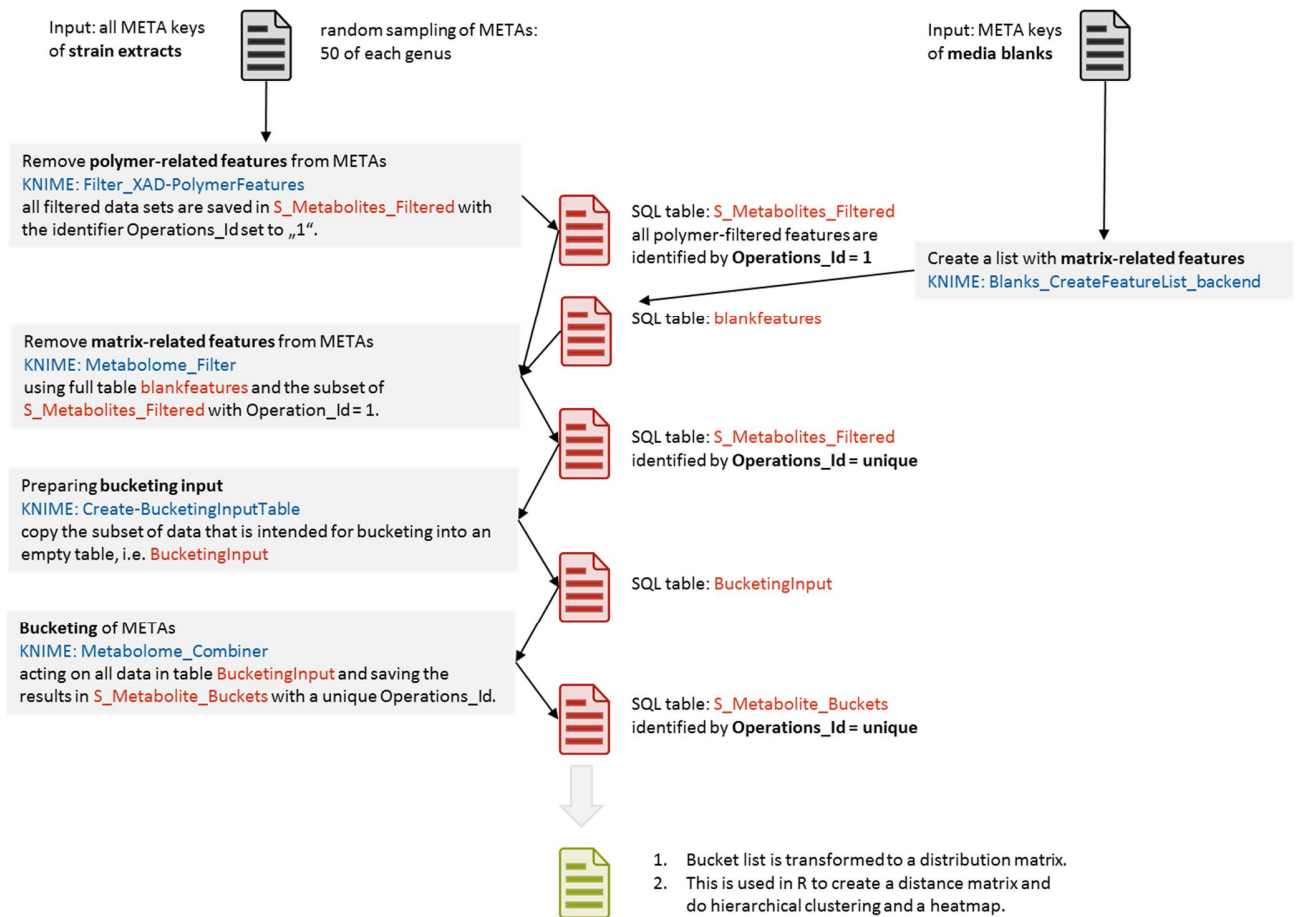 Input: all META keys
of strain extracts
random sampling of METAs:
50 of each genus
Input: META keys
of media blanks
Remove polymer-related features from METAs
KNIME: Filter_XAD-PolymerFeatures
all filtered data sets are saved in S_Metabolites_Filtered with
the identifier Operations_Id set to „1“.
SQL table: S_Metabolites_Filtered
all polymer-filtered features are
identified by Operations_Id = 1
Create a list with matrix-related features
KNIME: Blanks_CreateFeatureList_backend
SQL table: blankfeatures
Remove matrix-related features from METAs
KNIME: Metabolome_Filter
using full table blankfeatures and the subset of
S_Metabolites_Filtered with Operation_Id = 1.
SQL table: S_Metabolites_Filtered
identified by Operations_Id = unique
Preparing bucketing input
KNIME: Create-BucketingInputTable
copy the subset of data that is intended for bucketing into an
empty table, i.e. BucketingInput
SQL table: BucketingInput
Bucketing of METAs
KNIME: Metabolome_Combiner
acting on all data in table BucketingInput and saving the
results in S_Metabolite_Buckets with a unique Operations_Id.
SQL table: S_Metabolite_Buckets
identified by Operations_Id = unique
1. Bucket list is transformed to a distribution matrix.
2. This is used in R to create a distance matrix and
do hierarchical clustering and a heatmap.